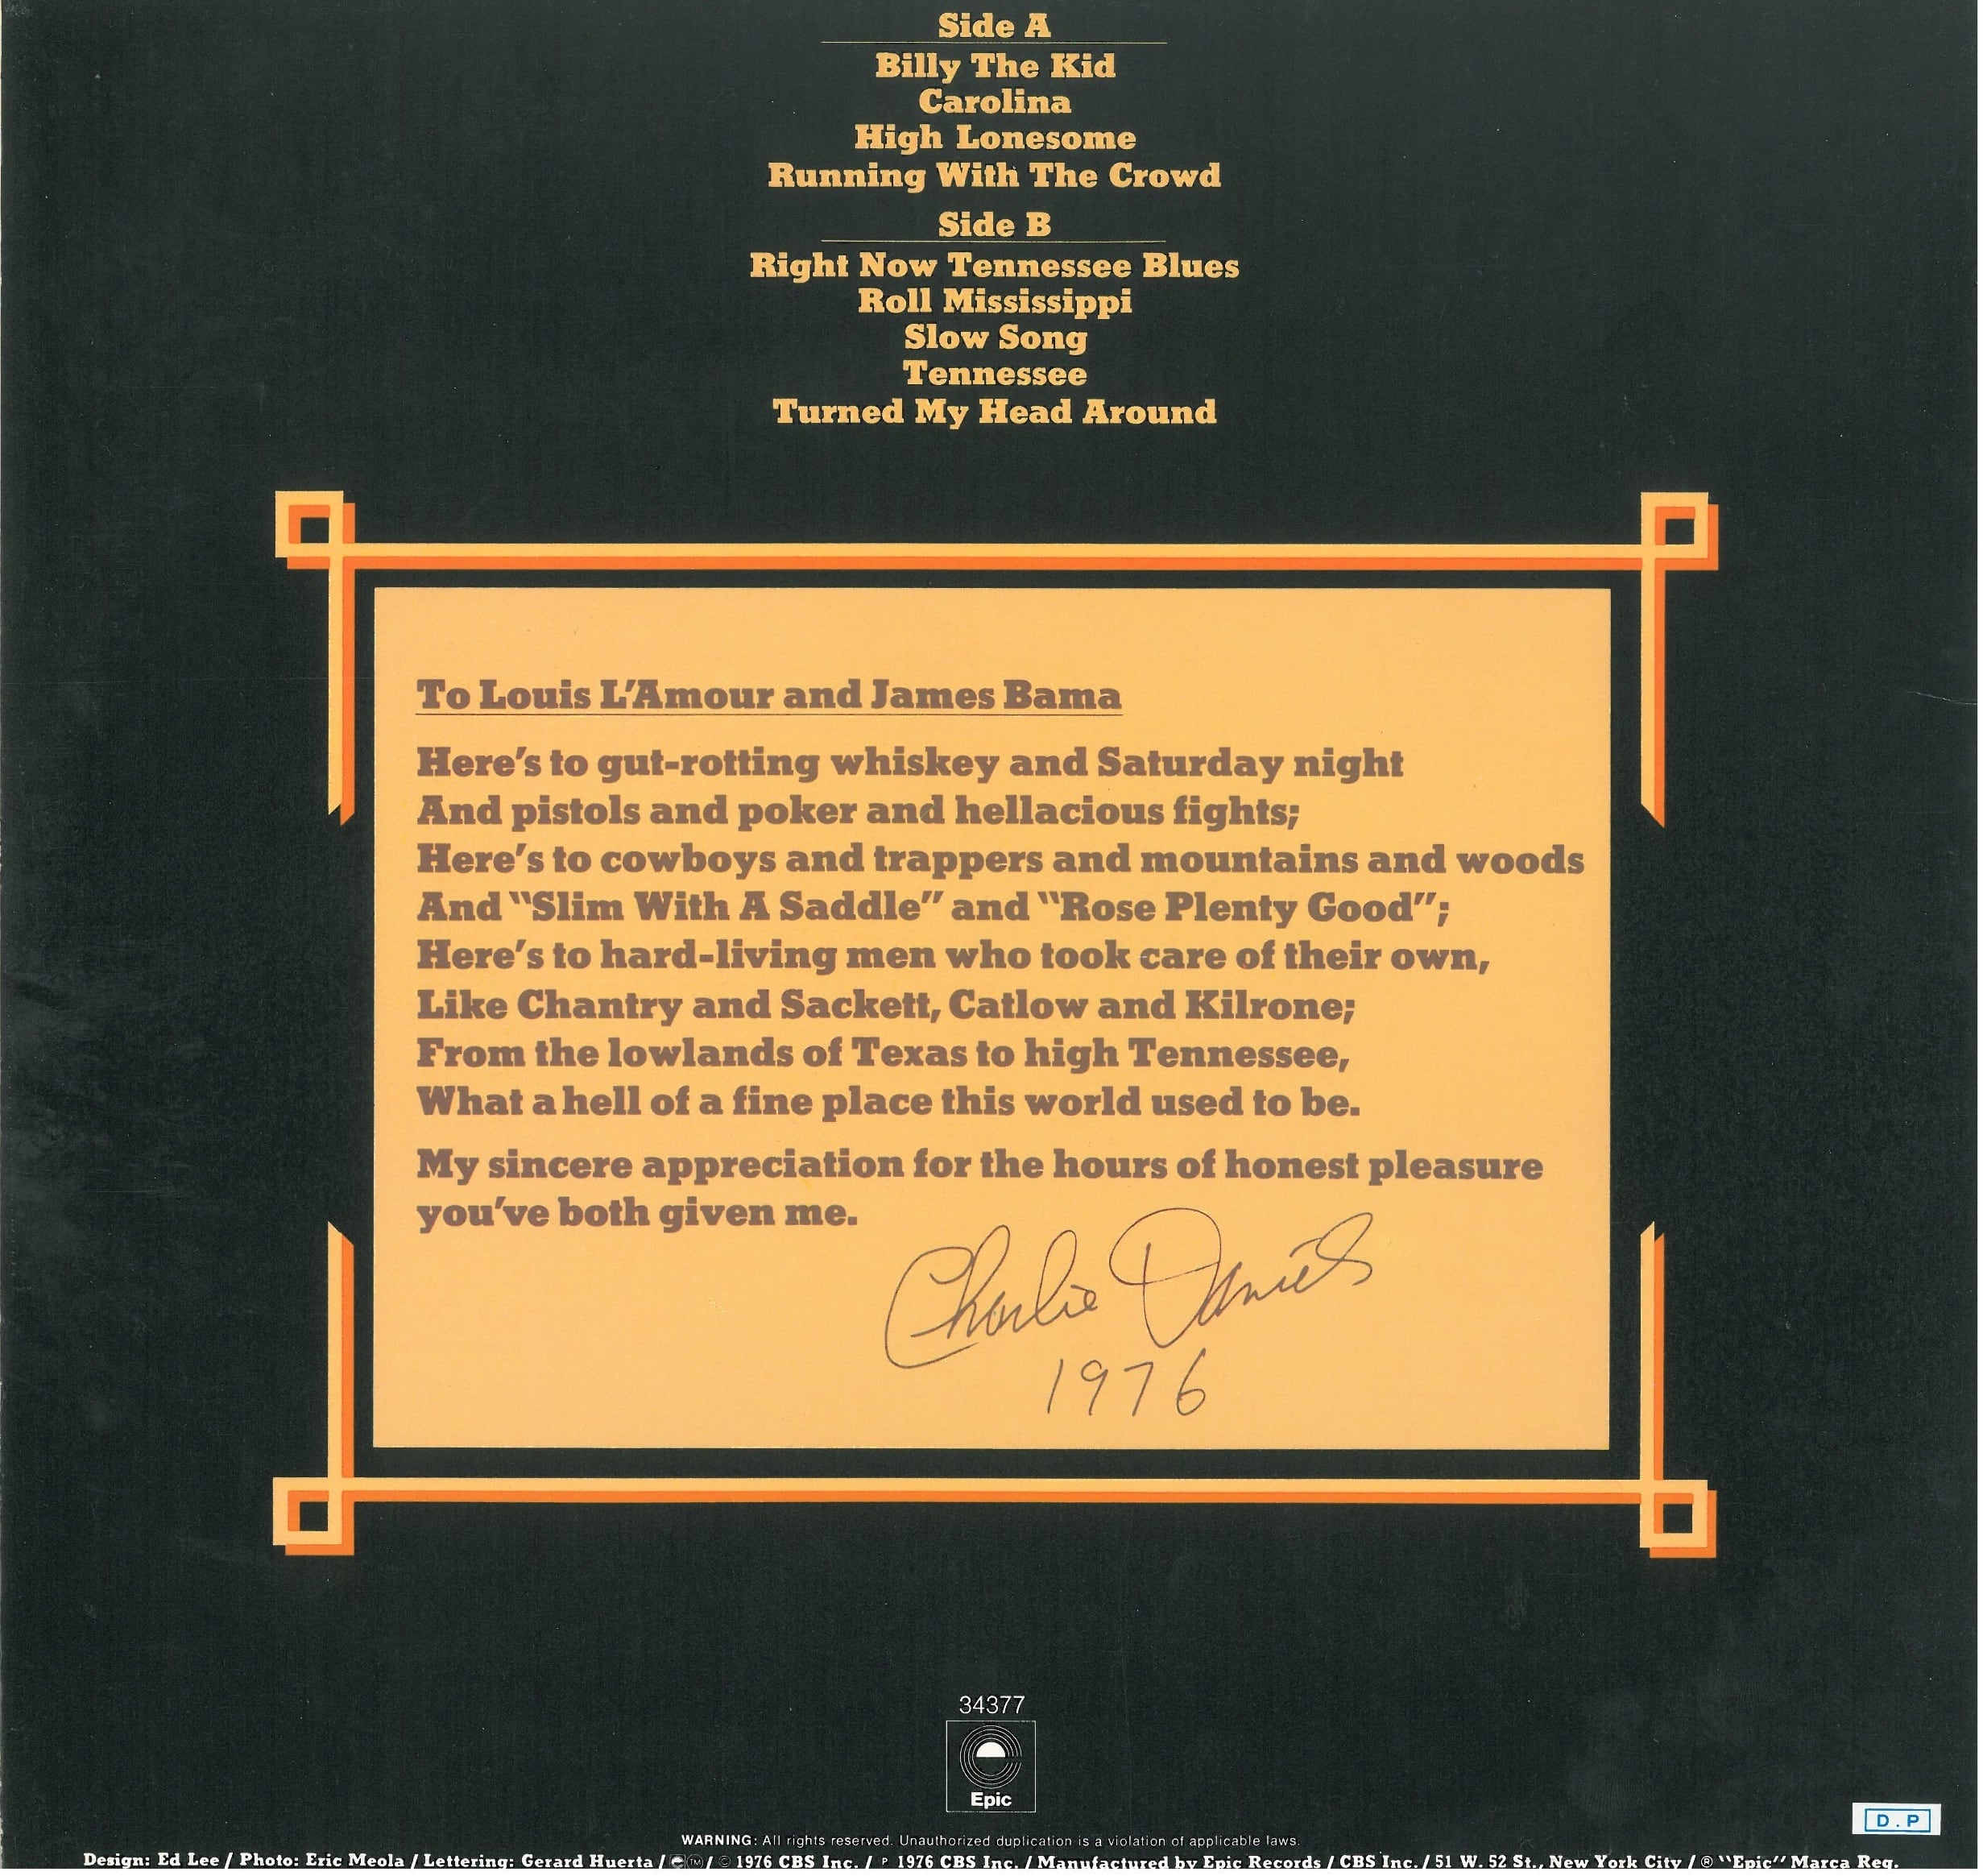 Side A
Billy The Kid
Carolina
High Lonesome
Running With The Crowd
Side B
Right Now Tennessee Blues
Roll Mississippi
Slow Song
Tennessee
Turned My Head Around
To Louis L'Amour and James Bama
Here's to gut-rotting whiskey and Saturday night
And pistols and poker and hellacious fights;
Here's to cowboys and trappers and mountains and woods
And "Slim With A Saddle" and "Rose Plenty Good";
Here's to hard-living men who took care of their own,
Like Chantry and Sackett, Catlow and Kilrone;
From the lowlands of Texas to high Tennessee,
What a hell of a fine place this world used to be.
My sincere appreciation for the hours of honest pleasure
you've both given me.
Charlie Daniels
1976
34377
Epic
D.P
WARNING: All rights reserved. Unauthorized duplication is a violation of applicable laws.
Design: Ed Lee / Photo: Eric Meola / Lettering: Gerard Huerta / ™ / © 1976 CBS Inc. / ℗ 1976 CBS Inc. / Manufactured by Epic Records / CBS Inc. / 51 W. 52 St., New York City / ® "Epic" Marca Reg.